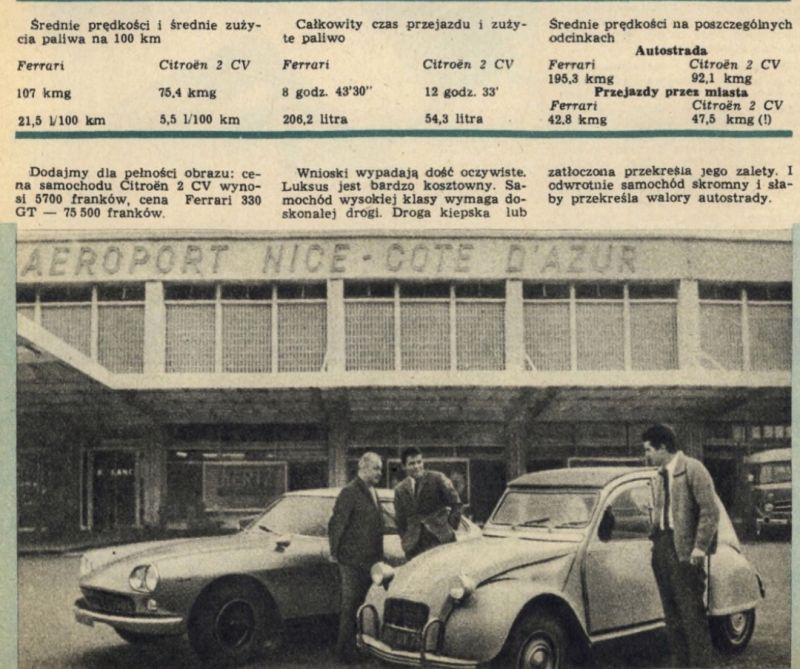 Średnie prędkości i średnie zuży-
cia paliwa na 100 km
Ferrari Citroën 2 CV
107 kmg 75,4 kmg
21,5 l/100 km 5,5 l/100 km
Całkowity czas przejazdu i zuży-
te paliwo
Ferrari Citroën 2 CV
8 godz. 43'30" 12 godz. 33'
206,2 litra 54,3 litra
Średnie prędkości na poszczególnych
odcinkach
Autostrada
Ferrari Citroën 2 CV
195,3 kmg 92,1 kmg
Przejazdy przez miasta
Ferrari Citroën 2 CV
42,8 kmg 47,5 kmg (!)
Dodajmy dla pełności obrazu: ce-
na samochodu Citroën 2 CV wyno-
si 5700 franków, cena Ferrari 330
GT — 75 500 franków.
Wnioski wypadają dość oczywiste.
Luksus jest bardzo kosztowny. Sa-
mochód wysokiej klasy wymaga do-
skonałej drogi. Droga kiepska lub
zatłoczona przekreśla jego zalety. I
odwrotnie samochód skromny i sła-
by przekreśla walory autostrady.
AEROPORT NICE-COTE D'AZUR
HERTZ